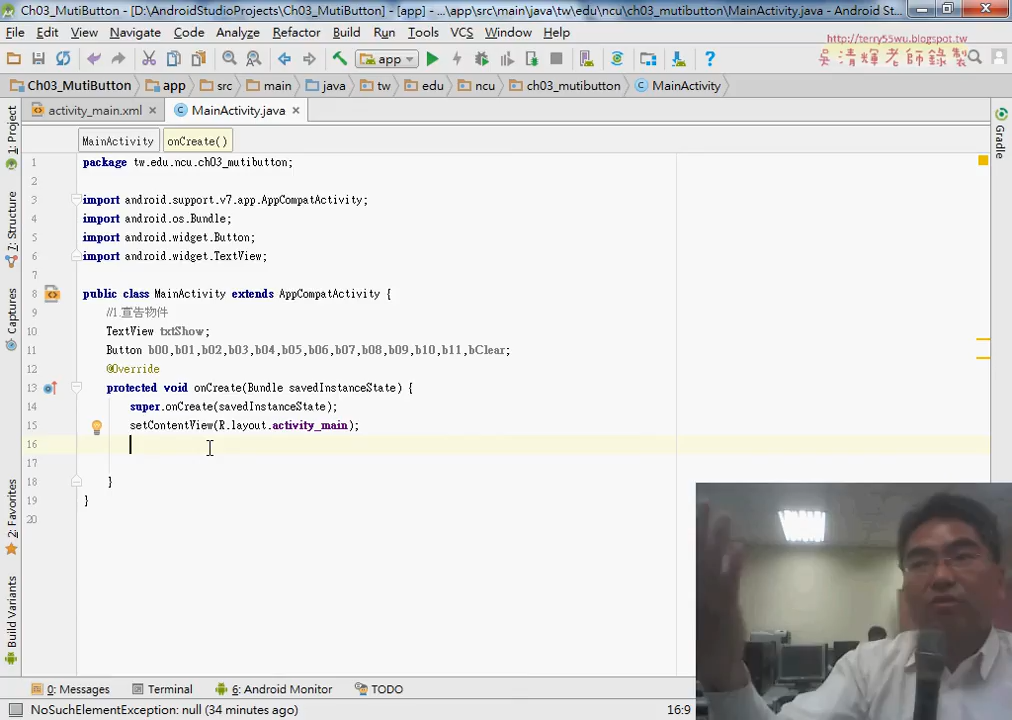 Ch03_MutiButton - [D:\AndroidStudioProjects\Ch03_MutiButton] - [app] - ...\app\src\main\java\tw\edu\ncu\ch03_mutibutton\MainActivity.java - Android S...
File Edit View Navigate Code Analyze Refactor Build Run Tools VCS Window Help
http://terry55wu.blogspot.tw
app
吳清輝老師錄製
Ch03_MutiButton app src main java tw edu ncu ch03_mutibutton MainActivity
activity_main.xml MainActivity.java
MainActivity onCreate()
1 package tw.edu.ncu.ch03_mutibutton;
2
3 import android.support.v7.app.AppCompatActivity;
4 import android.os.Bundle;
5 import android.widget.Button;
6 import android.widget.TextView;
7
8 public class MainActivity extends AppCompatActivity {
9 //1.宣告物件
10 TextView txtShow;
11 Button b00,b01,b02,b03,b04,b05,b06,b07,b08,b09,b10,b11,bClear;
12 @Override
13 protected void onCreate(Bundle savedInstanceState) {
14 super.onCreate(savedInstanceState);
15 setContentView(R.layout.activity_main);
16
17
18 }
19 }
20
1: Project
7: Structure
Captures
2: Favorites
Build Variants
Gradle
0: Messages Terminal 6: Android Monitor TODO
NoSuchElementException: null (34 minutes ago)
16:9